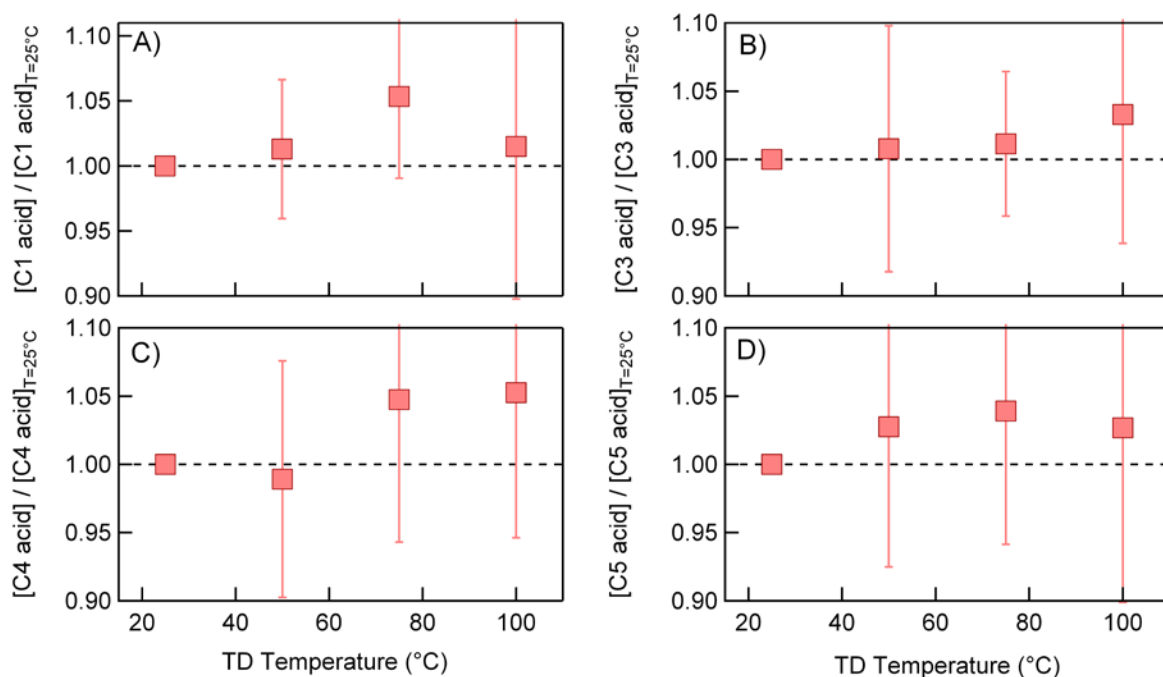 A)
1.10
1.05
1.00
0.95
0.90
[C1 acid] / [C1 acid]T=25°C
B)
1.10
1.05
1.00
0.95
0.90
[C3 acid] / [C3 acid]T=25°C
C)
1.10
1.05
1.00
0.95
0.90
[C4 acid] / [C4 acid]T=25°C
20 40 60 80 100
TD Temperature (°C)
D)
1.10
1.05
1.00
0.95
0.90
[C5 acid] / [C5 acid]T=25°C
20 40 60 80 100
TD Temperature (°C)